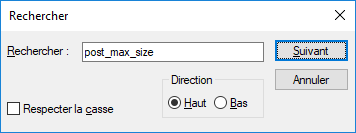 Rechercher
Rechercher : post_max_size Suivant
Direction Annuler
Respecter la casse Haut Bas